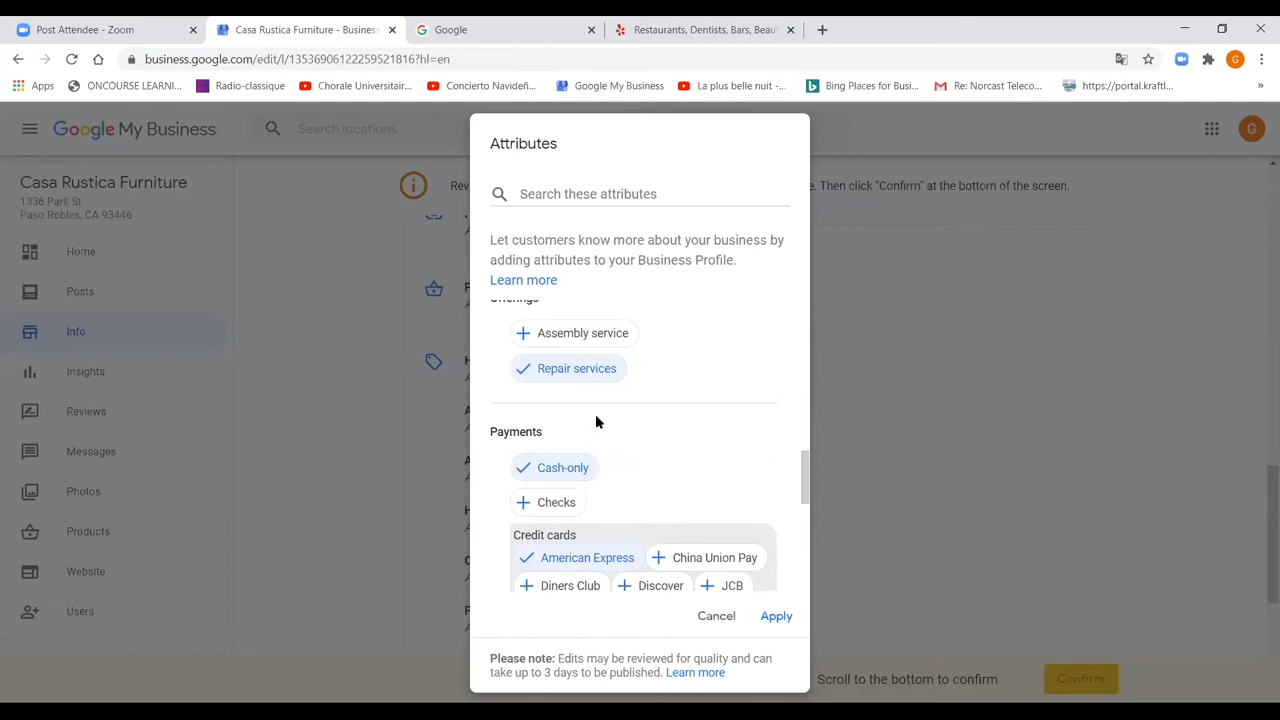 Post Attendee - Zoom
Casa Rustica Furniture - Business
Google
Restaurants, Dentists, Bars, Beau
business.google.com/edit/l/13536906122259521816?hl=en
G
Apps
ONCOURSE LEARNI...
Radio-classique
Chorale Universitair...
Concierto Navideñ...
Google My Business
La plus belle nuit -...
Bing Places for Busi...
Re: Norcast Teleco...
https://portal.kraftl...
»
Google My Business
Search locations
G
Casa Rustica Furniture
1336 Park St
Paso Robles, CA 93446
Home
Posts
Info
Insights
Reviews
Messages
Photos
Products
Website
Users
e. Then click "Confirm" at the bottom of the screen.
Attributes
Search these attributes
Let customers know more about your business by
adding attributes to your Business Profile.
Learn more
Offerings
Assembly service
Repair services
Payments
Cash-only
Checks
Credit cards
American Express
China Union Pay
Diners Club
Discover
JCB
Cancel
Apply
Please note: Edits may be reviewed for quality and can
take up to 3 days to be published. Learn more
Scroll to the bottom to confirm
Confirm